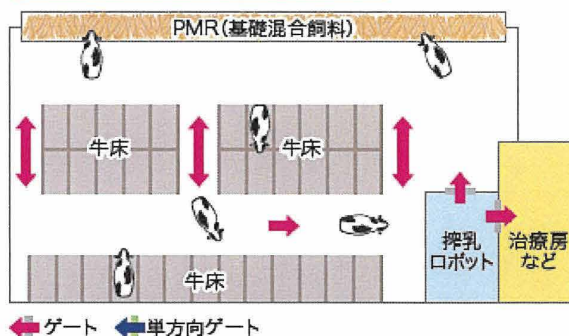 PMR(基礎混合飼料)
牛床
牛床
牛床
搾乳
ロボット
治療房
など
ゲート
単方向ゲート